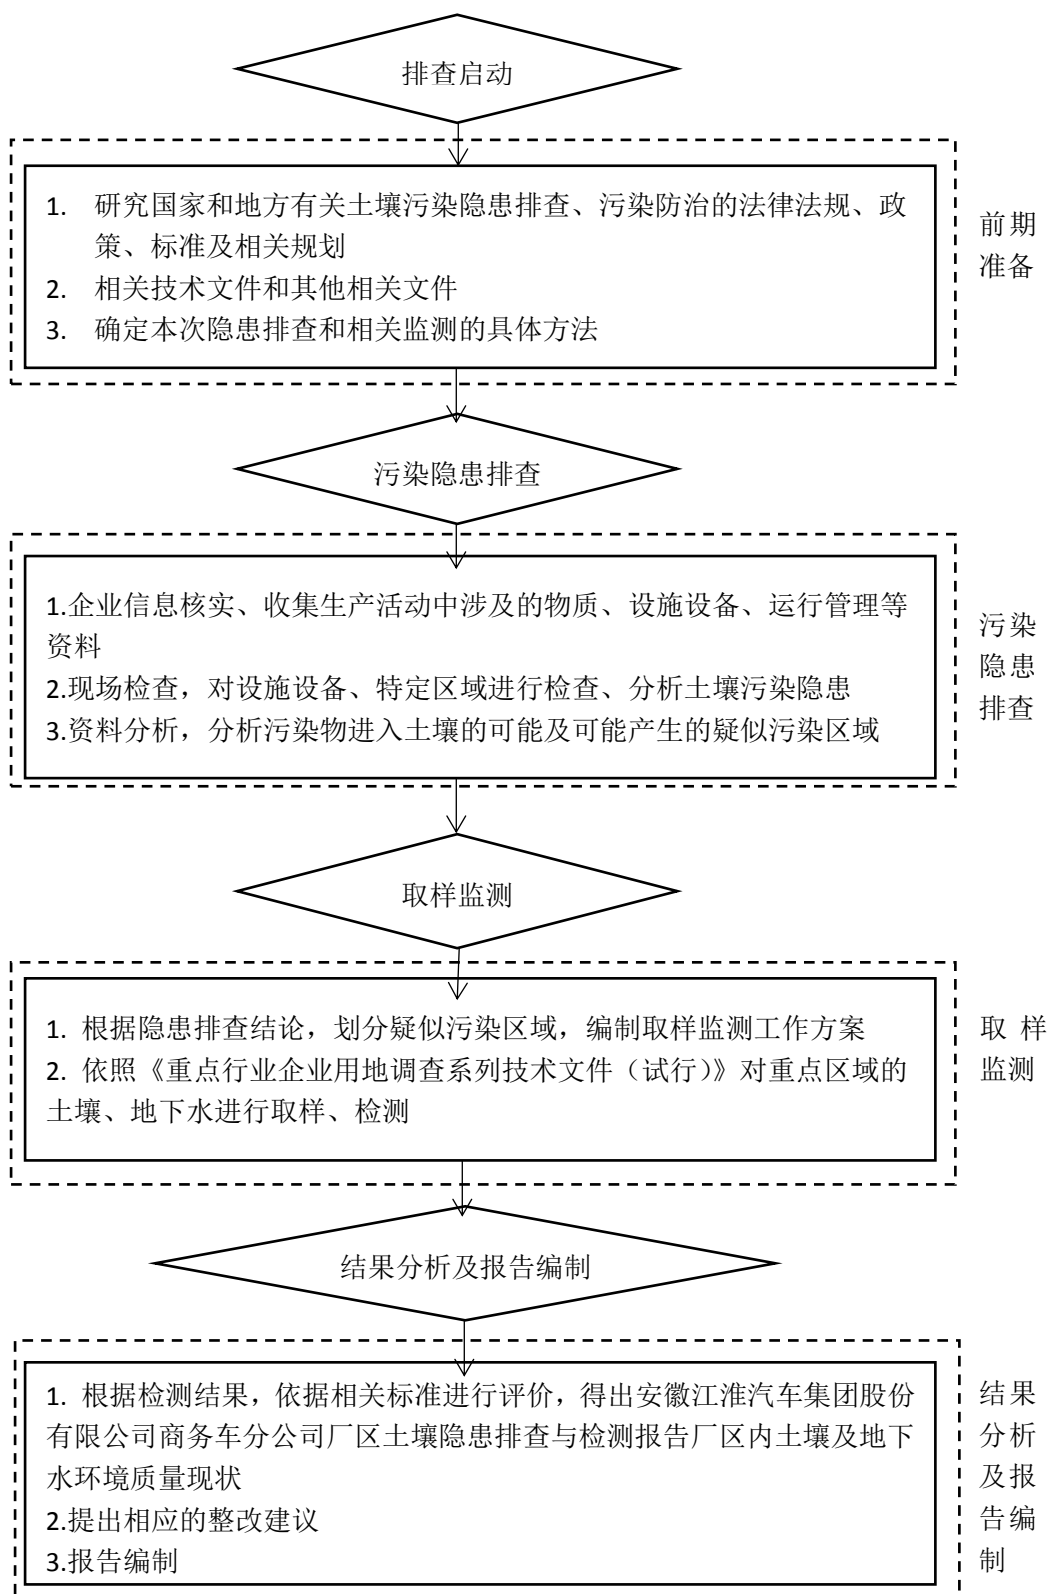 排查启动
1. 研究国家和地方有关土壤污染隐患排查、污染防治的法律法规、政
策、标准及相关规划
2. 相关技术文件和其他相关文件
3. 确定本次隐患排查和相关监测的具体方法
前期
准备
污染隐患排查
1.企业信息核实、收集生产活动中涉及的物质、设施设备、运行管理等
资料
2.现场检查，对设施设备、特定区域进行检查、分析土壤污染隐患
3.资料分析，分析污染物进入土壤的可能及可能产生的疑似污染区域
污染
隐患
排查
取样监测
1. 根据隐患排查结论，划分疑似污染区域，编制取样监测工作方案
2. 依照《重点行业企业用地调查系列技术文件（试行）》对重点区域的
土壤、地下水进行取样、检测
取 样
监测
结果分析及报告编制
1. 根据检测结果，依据相关标准进行评价，得出安徽江淮汽车集团股份
有限公司商务车分公司厂区土壤隐患排查与检测报告厂区内土壤及地下
水环境质量现状
2.提出相应的整改建议
3.报告编制
结果
分析
及报
告编
制